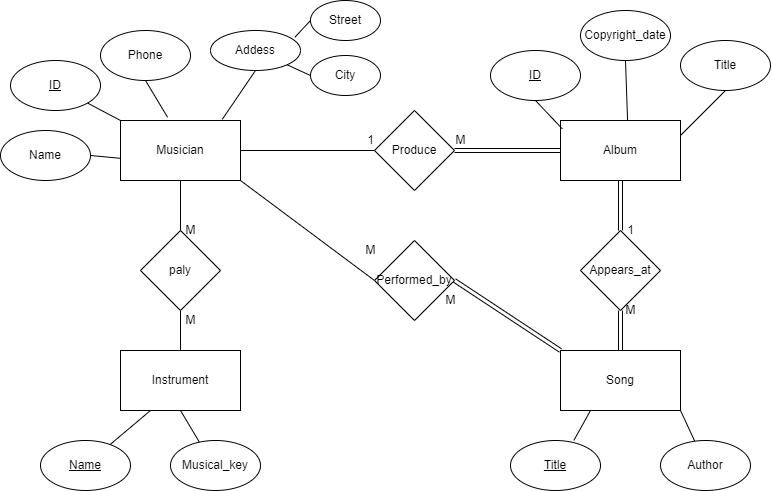 Street
Phone
Addess
City
ID
Name
Musician
1
Produce
M
ID
Copyright_date
Title
Album
M
paly
M
M
Performed_by
M
1
Appears_at
M
Instrument
Song
Name
Musical_key
Title
Author